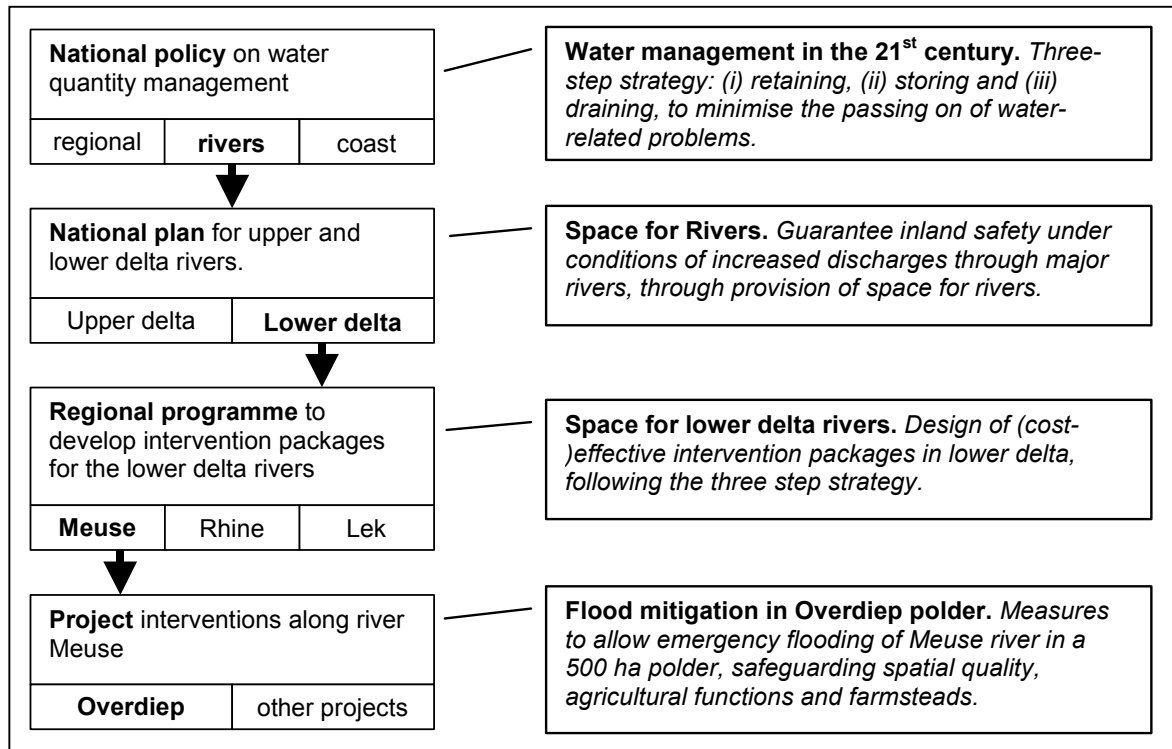 National policy on water
quantity management
regional
rivers
coast
Water management in the 21st century. Three-
step strategy: (i) retaining, (ii) storing and (iii)
draining, to minimise the passing on of water-
related problems.
National plan for upper and
lower delta rivers.
Upper delta
Lower delta
Space for Rivers. Guarantee inland safety under
conditions of increased discharges through major
rivers, through provision of space for rivers.
Regional programme to
develop intervention packages
for the lower delta rivers
Meuse
Rhine
Lek
Space for lower delta rivers. Design of (cost-
)effective intervention packages in lower delta,
following the three step strategy.
Project interventions along river
Meuse
Overdiep
other projects
Flood mitigation in Overdiep polder. Measures
to allow emergency flooding of Meuse river in a
500 ha polder, safeguarding spatial quality,
agricultural functions and farmsteads.